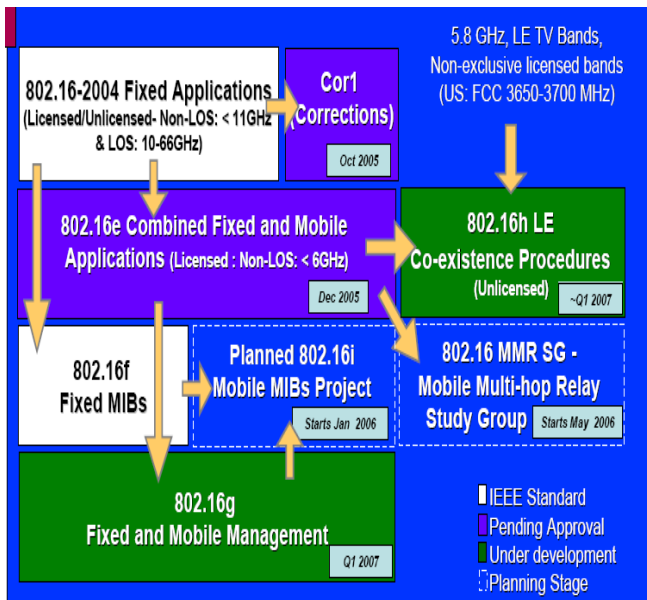 802.16-2004 Fixed Applications
(Licensed/Unlicensed- Non-LOS: < 11GHz
& LOS: 10-66GHz)
Cor1
(Corrections)
Oct 2005
5.8 GHz, LE TV Bands,
Non-exclusive licensed bands
(US: FCC 3650-3700 MHz)
802.16e Combined Fixed and Mobile
Applications (Licensed : Non-LOS: < 6GHz)
Dec 2005
802.16h LE
Co-existence Procedures
(Unlicensed)
~Q1 2007
802.16f
Fixed MIBs
Planned 802.16i
Mobile MIBs Project
Starts Jan 2006
802.16 MMR SG -
Mobile Multi-hop Relay
Study Group
Starts May 2006
802.16g
Fixed and Mobile Management
Q1 2007
IEEE Standard
Pending Approval
Under development
Planning Stage